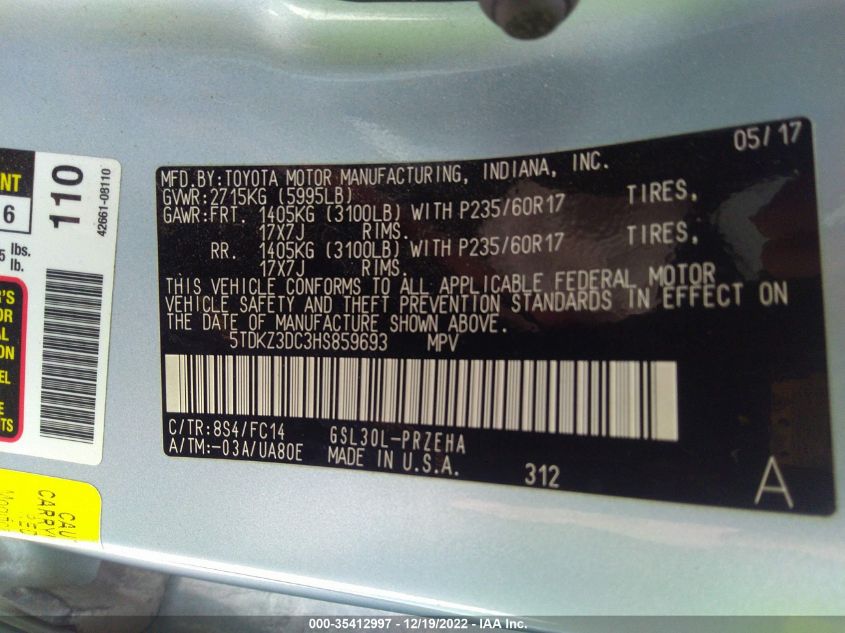 05/17
MFD.BY:TOYOTA MOTOR MANUFACTURING, INDIANA, INC.
GVWR:2715KG (5995LB)
GAWR:FRT. 1405KG (3100LB) WITH P235/60R17 TIRES,
17X7J RIMS.
RR. 1405KG (3100LB) WITH P235/60R17 TIRES,
17X7J RIMS.
THIS VEHICLE CONFORMS TO ALL APPLICABLE FEDERAL MOTOR
VEHICLE SAFETY AND THEFT PREVENTION STANDARDS IN EFFECT ON
THE DATE OF MANUFACTURE SHOWN ABOVE.
5TDKZ3DC3HS859693 MPV
C/TR:8S4/FC14 GSL30L-PRZEHA
A/TM:-03A/UA80E MADE IN U.S.A.
312
A
110
42661-08110
6
lbs.
lb.
000-35412997 - 12/19/2022 - IAA Inc.